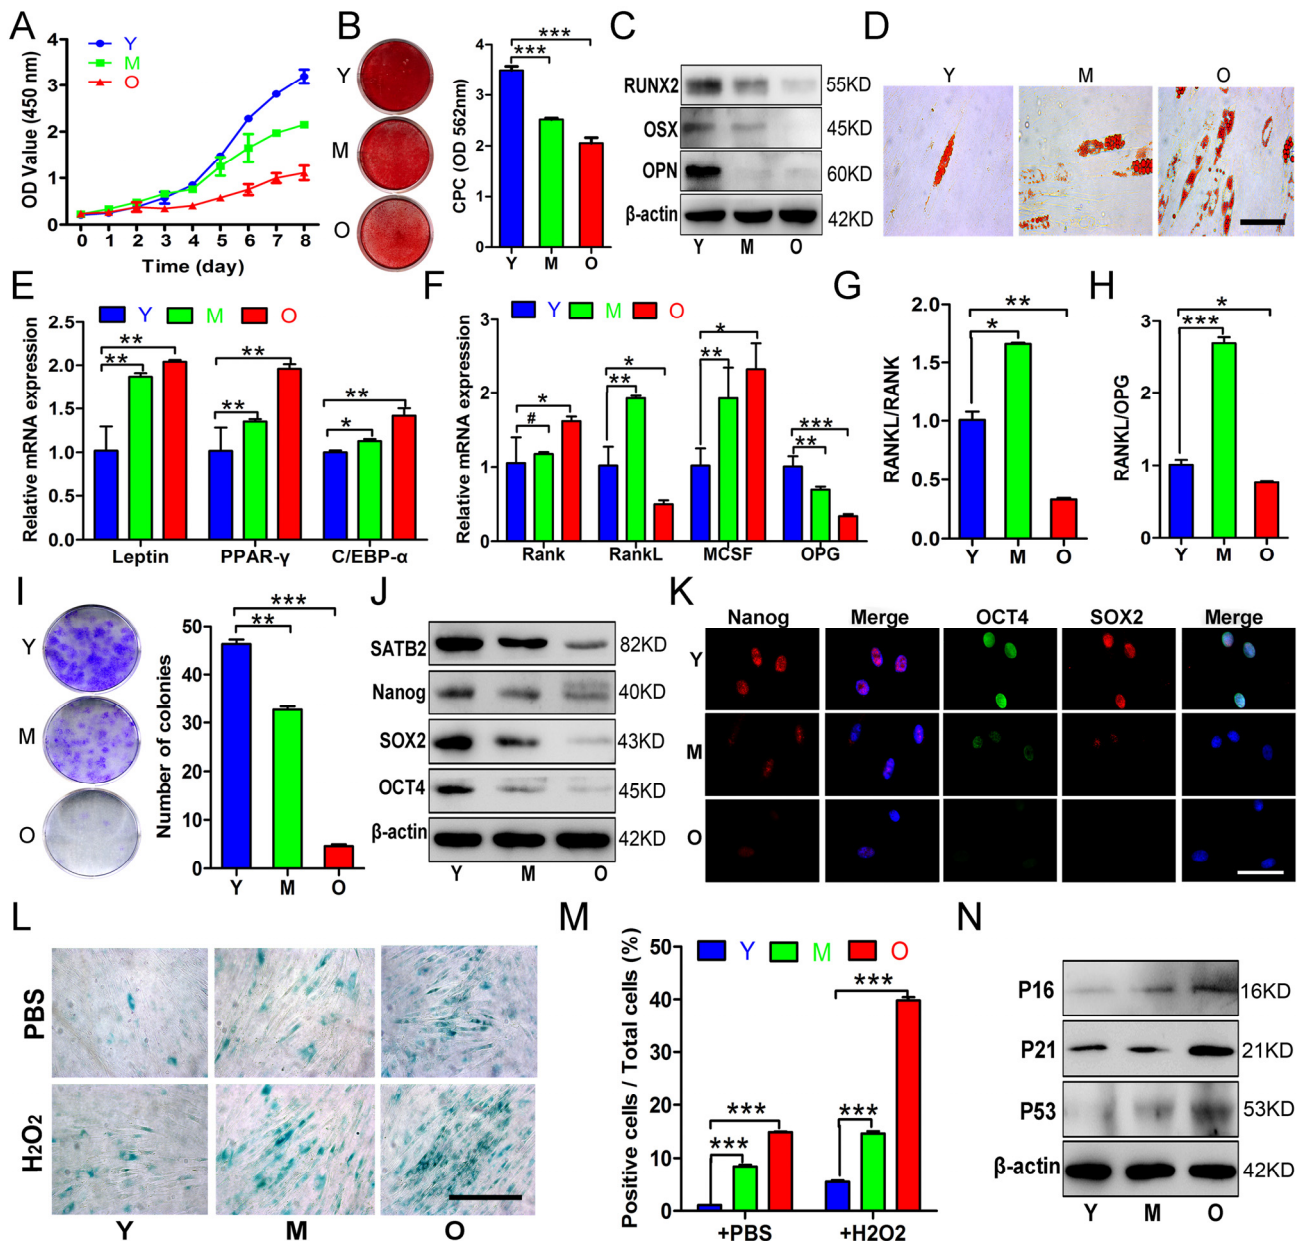 A
Y
M
O
OD Value (450 nm)
4
3
2
1
0
0 1 2 3 4 5 6 7 8
Time (day)
B
Y
M
O
CPC (OD 562nm)
4
3
2
1
0
***
***
Y M O
C
RUNX2 55KD
OSX 45KD
OPN 60KD
β-actin 42KD
Y M O
D
Y M O
E
Y M O
Relative mRNA expression
2.5
2.0
1.5
1.0
0.5
0.0
**
**
**
**
**
*
Leptin PPAR-γ C/EBP-α
F
Y M O
Relative mRNA expression
3
2
1
0
*
#
*
**
*
**
***
**
Rank RankL MCSF OPG
G
RANKL/RANK
2.0
1.5
1.0
0.5
0.0
**
*
Y M O
H
RANKL/OPG
3
2
1
0
*
***
Y M O
I
Y
M
O
Number of colonies
50
40
30
20
10
0
***
**
Y M O
J
SATB2 82KD
Nanog 40KD
SOX2 43KD
OCT4 45KD
β-actin 42KD
Y M O
K
Nanog Merge OCT4 SOX2 Merge
Y
M
O
L
PBS
H2O2
Y M O
M
Y M O
Positive cells / Total cells (%)
50
40
30
20
10
0
***
***
***
***
+PBS +H2O2
N
P16 16KD
P21 21KD
P53 53KD
β-actin 42KD
Y M O